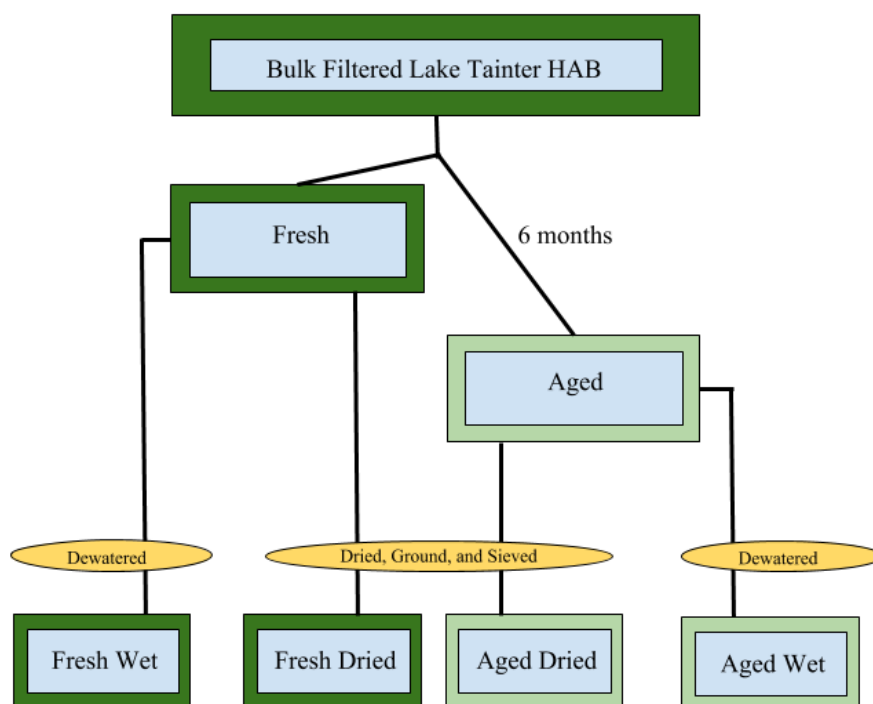 Bulk Filtered Lake Tainter HAB
Fresh
6 months
Aged
Dewatered
Dried, Ground, and Sieved
Dewatered
Fresh Wet
Fresh Dried
Aged Dried
Aged Wet